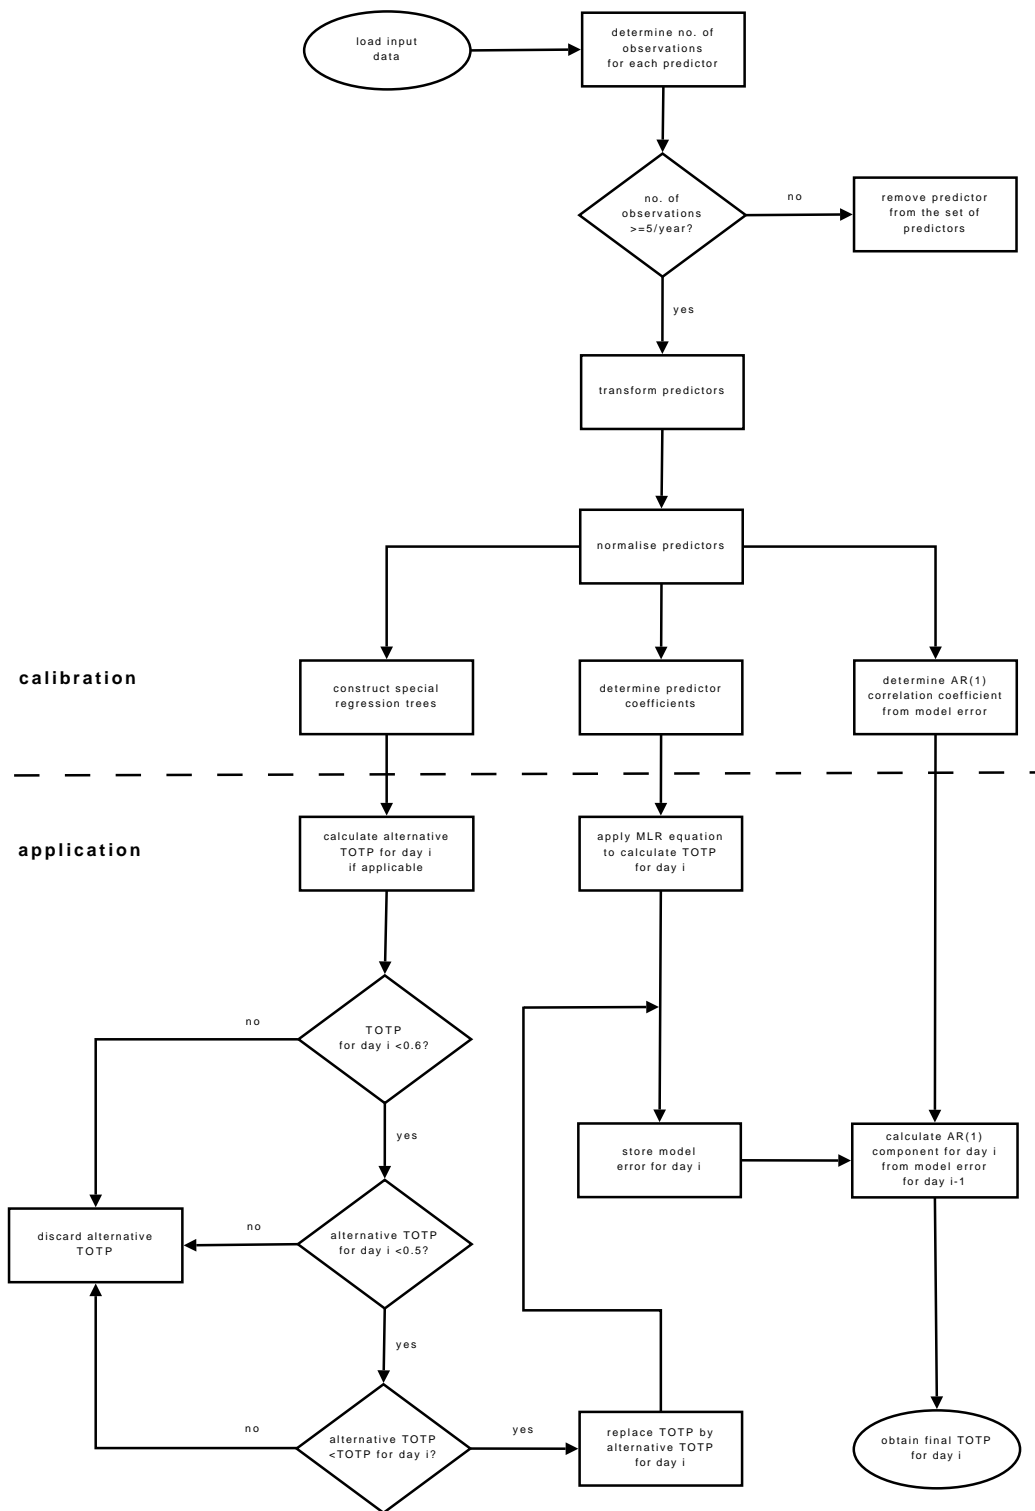 load input
data
determine no. of
observations
for each predictor
no. of
observations
>=5/year?
no
remove predictor
from the set of
predictors
yes
transform predictors
normalise predictors
calibration
construct special
regression trees
determine predictor
coefficients
determine AR(1)
correlation coefficient
from model error
application
calculate alternative
TOTP for day i
if applicable
apply MLR equation
to calculate TOTP
for day i
no
TOTP
for day i <0.6?
yes
store model
error for day i
calculate AR(1)
component for day i
from model error
for day i-1
discard alternative
TOTP
no
alternative TOTP
for day i <0.5?
yes
no
alternative TOTP
<TOTP for day i?
yes
replace TOTP by
alternative TOTP
for day i
obtain final TOTP
for day i